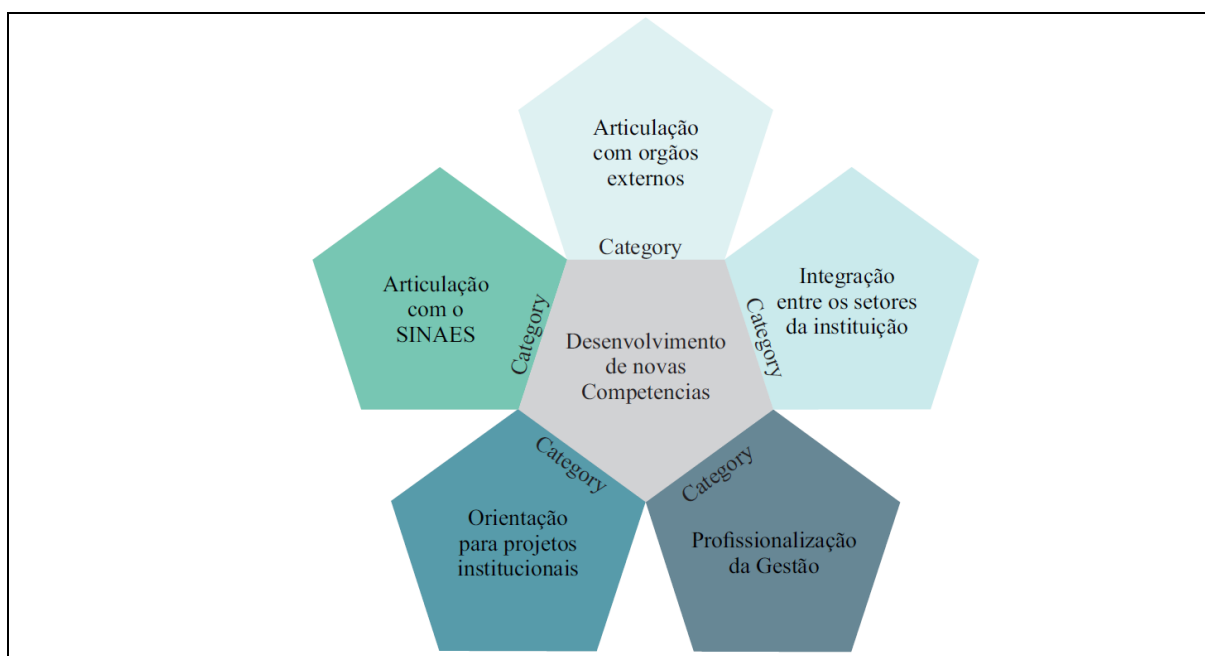 Articulação
com orgãos
externos
Category
Articulação
com o
SINAES
Category
Integração
entre os setores
da instituição
Category
Desenvolvimento
de novas
Competencias
Orientação
para projetos
institucionais
Category
Profissionalização
da Gestão
Category